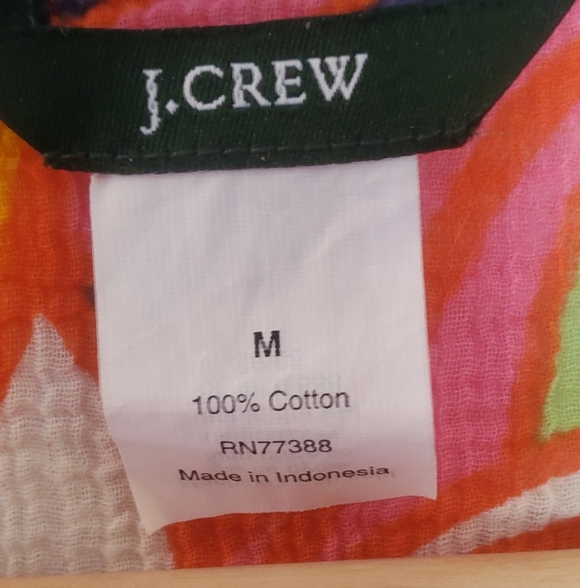 J.CREW
M
100% Cotton
RN77388
Made in Indonesia